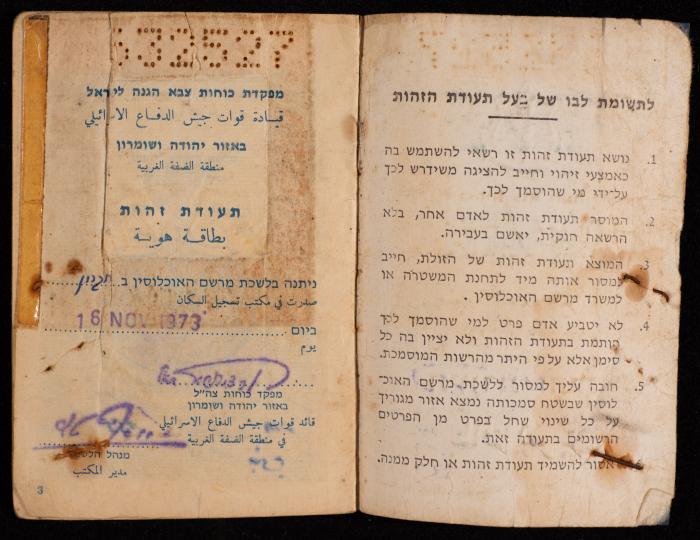 532527
מפקדת כוחות צבא הגנה לישראל
قيادة قوات جيش الدفاع الاسرائيلي
באזור יהודה ושומרון
منطقة الضفة الغربية
תעודת זהות
بطاقة هوية
ניתנה בלשכת מרשם האוכלוסין ב
صدرت في مكتب تسجيل السكان
ביום 16 NOV 1973
يوم
מפקד כוחות צה״ל
באזור יהודה ושומרון
قائد قوات جيش الدفاع الاسرائيلي
في منطقة الضفة الغربية
מנהל
مدير المكتب
3
לתשומת לבו של בעל תעודת הזהות
1. נושא תעודת זהות זו רשאי להשתמש בה
כאמצעי זיהוי וחייב להציגה משידרש לכך
על־ידי מי שהוסמך לכך.
2. המוסר תעודת זהות לאדם אחר, בלא
הרשאה חוקית, יאשם בעבירה.
3. המוצא תעודת זהות של הזולת, חייב
למסור אותה מיד לתחנת המשטרה או
למשרד מרשם האוכלוסין.
4. לא יטביע אדם פרט למי שהוסמך לכך
חותמת בתעודת הזהות ולא יציין בה כל
סימן אלא על פי היתר מהרשות המוסמכת.
5. חובה עליך למסור ללשכת מרשם האוכ־
לוסין שבשטח סמכותה נמצא אזור מגוריך
על כל שינוי שחל בפרט מן הפרטים
הרשומים בתעודה זאת.
אסור להשמיד תעודת זהות או חלק ממנה.